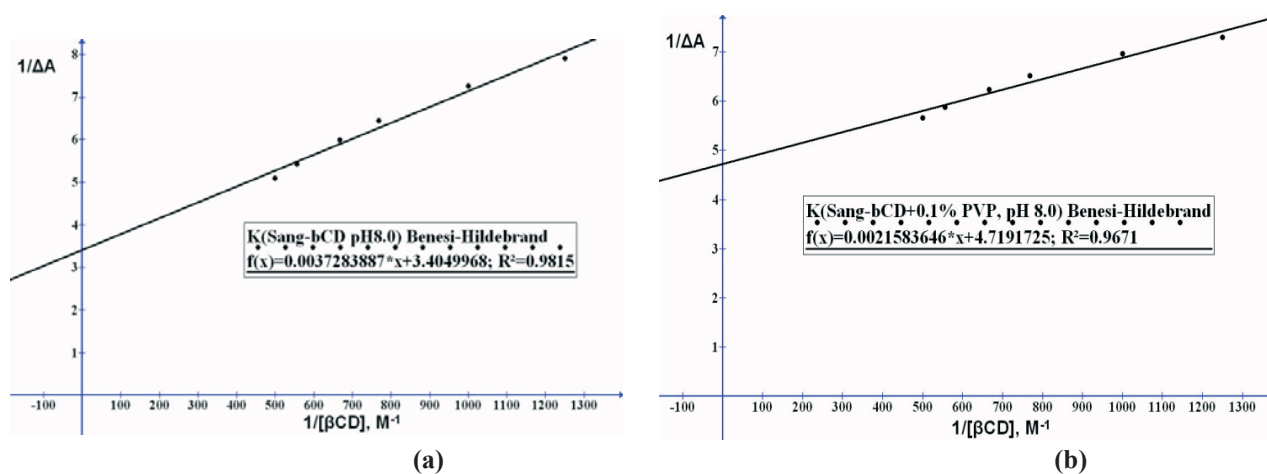 1/ΔA
8
7
6
5
4
3
2
1
K(Sang-bCD pH8.0) Benesi-Hildebrand
f(x)=0.0037283887*x+3.4049968; R²=0.9815
-100 100 200 300 400 500 600 700 800 900 1000 1100 1200 1300
1/[βCD], M⁻¹
(a)
1/ΔA
7
6
5
4
3
2
1
K(Sang-bCD+0.1% PVP, pH 8.0) Benesi-Hildebrand
f(x)=0.0021583646*x+4.7191725; R²=0.9671
-100 100 200 300 400 500 600 700 800 900 1000 1100 1200 1300
1/[βCD], M⁻¹
(b)